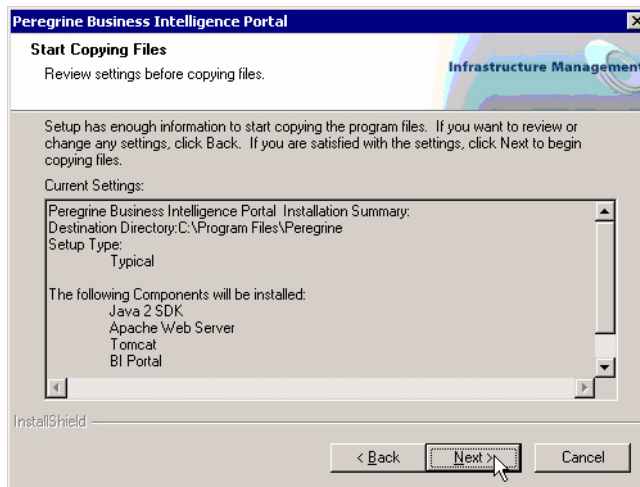 Peregrine Business Intelligence Portal
Start Copying Files
Review settings before copying files.
Infrastructure Management
Setup has enough information to start copying the program files. If you want to review or
change any settings, click Back. If you are satisfied with the settings, click Next to begin
copying files.
Current Settings:
Peregrine Business Intelligence Portal Installation Summary:
Destination Directory:C:\Program Files\Peregrine
Setup Type:
Typical
The following Components will be installed:
Java 2 SDK
Apache Web Server
Tomcat
BI Portal
InstallShield
< Back
Next >
Cancel